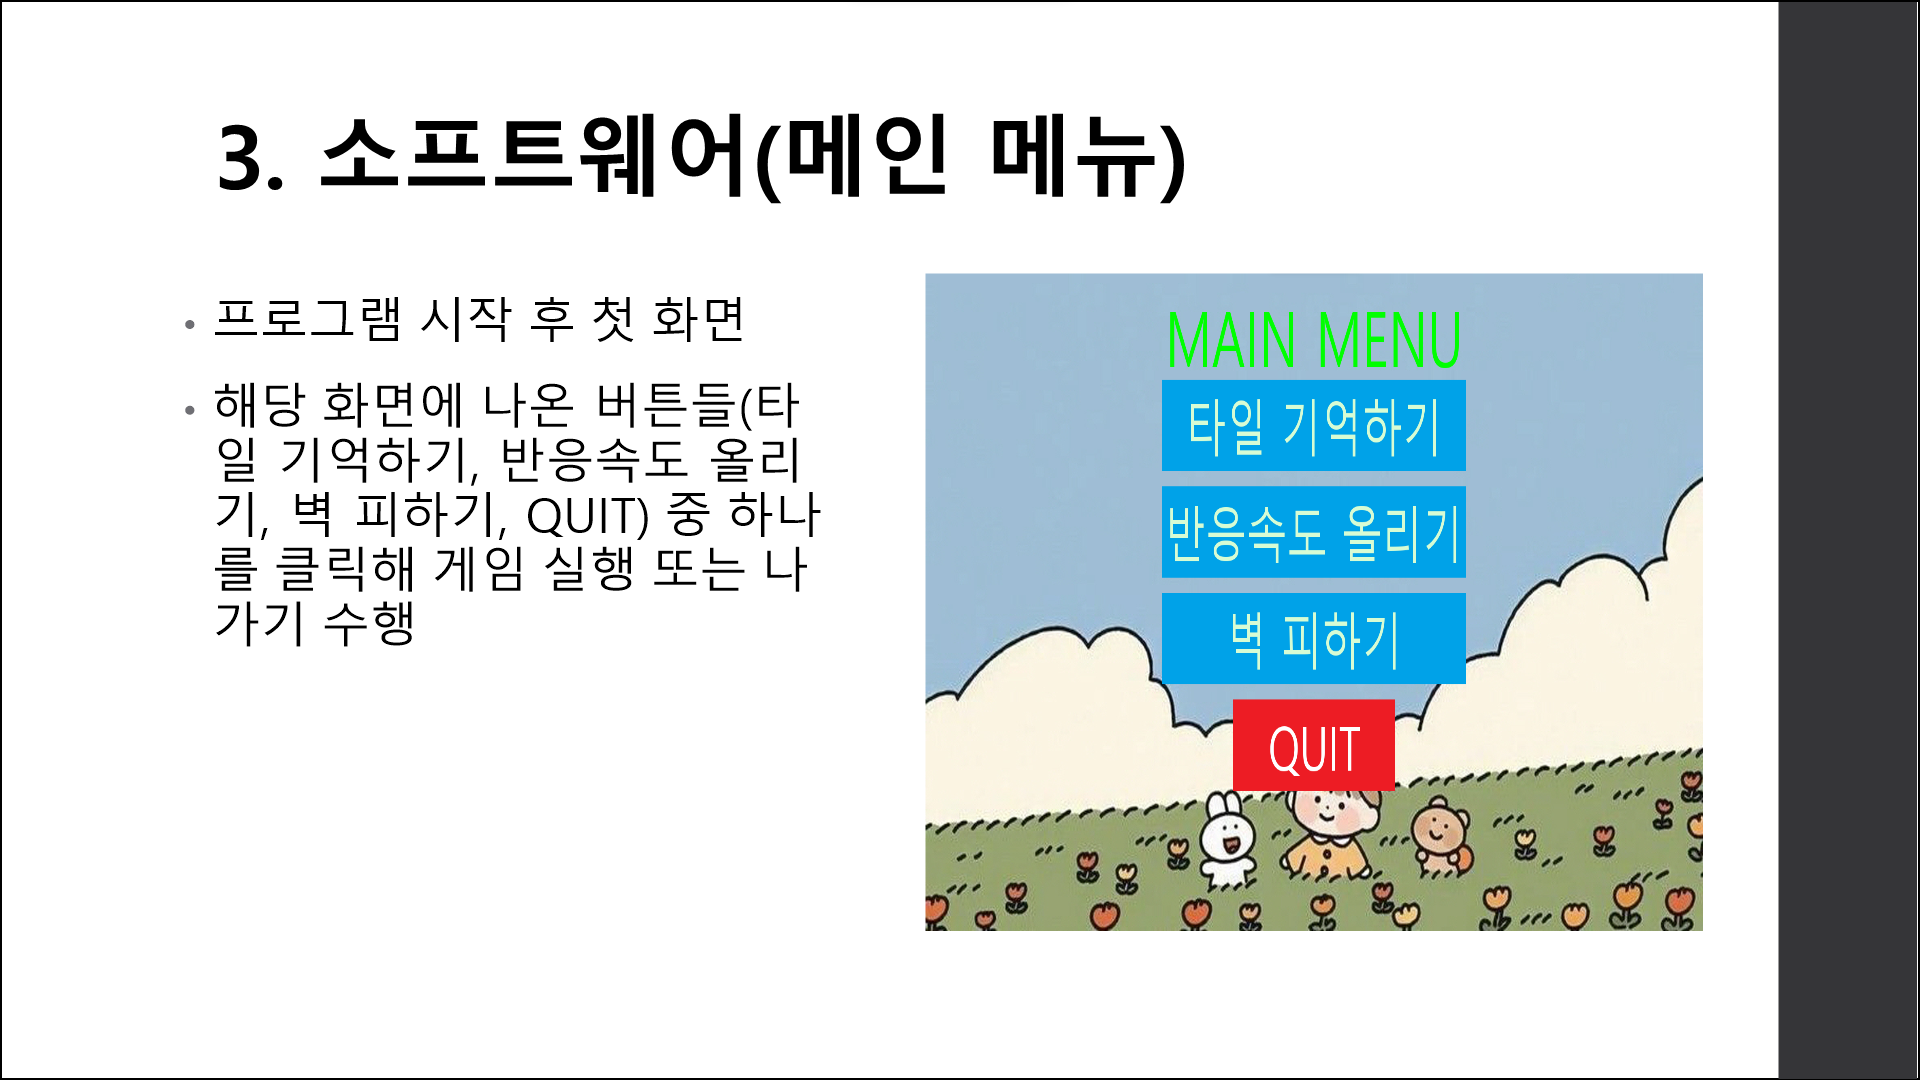 3. 소프트웨어(메인 메뉴)
• 프로그램 시작 후 첫 화면
• 해당 화면에 나온 버튼들(타
일 기억하기, 반응속도 올리
기, 벽 피하기, QUIT) 중 하나
를 클릭해 게임 실행 또는 나
가기 수행
MAIN MENU
타일 기억하기
반응속도 올리기
벽 피하기
QUIT